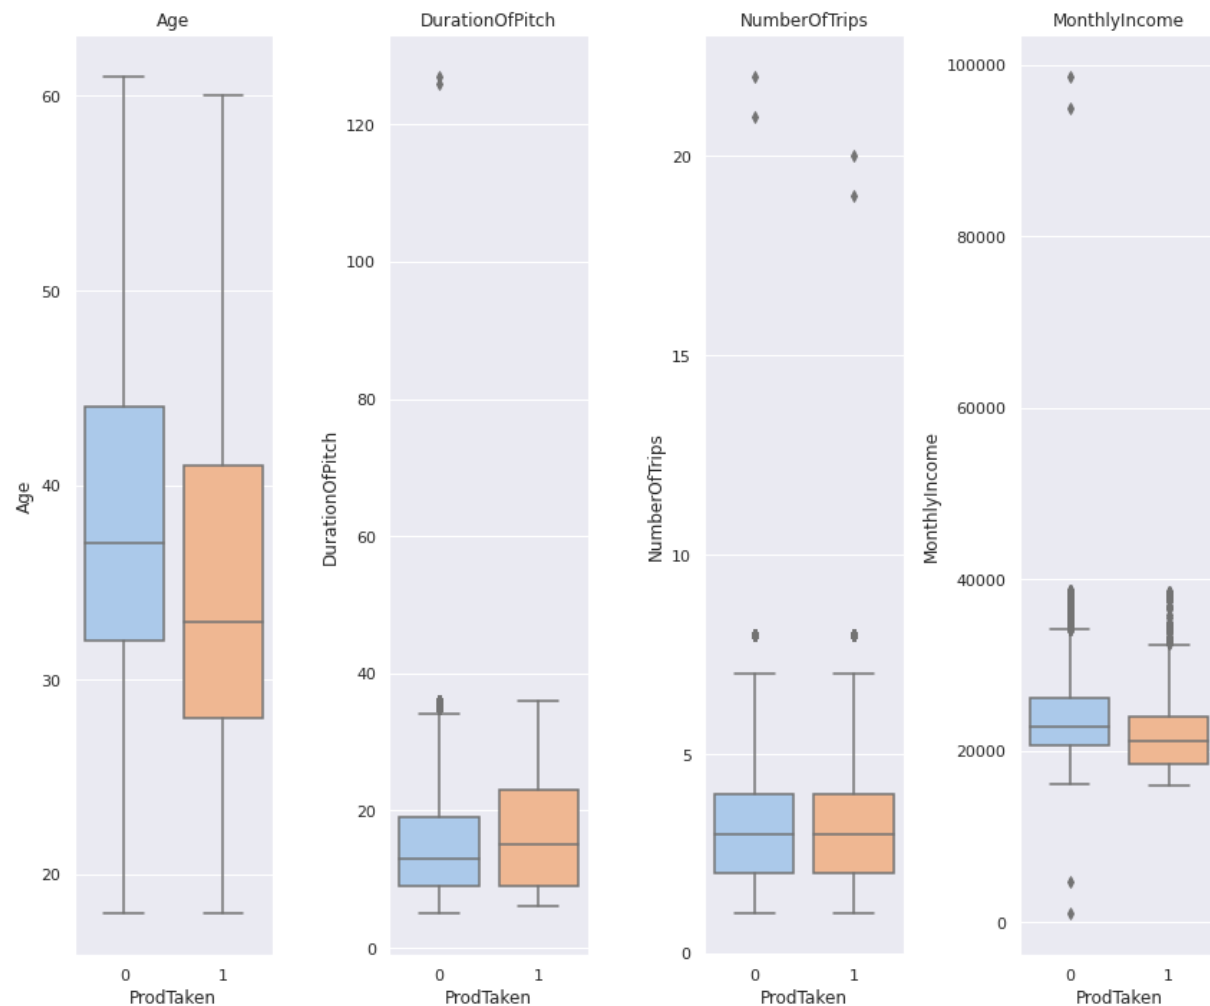 Age
60
50
40
30
20
Age
0 1
ProdTaken
DurationOfPitch
120
100
80
60
40
20
0
DurationOfPitch
0 1
ProdTaken
NumberOfTrips
20
15
10
5
0
NumberOfTrips
0 1
ProdTaken
MonthlyIncome
100000
80000
60000
40000
20000
0
MonthlyIncome
0 1
ProdTaken